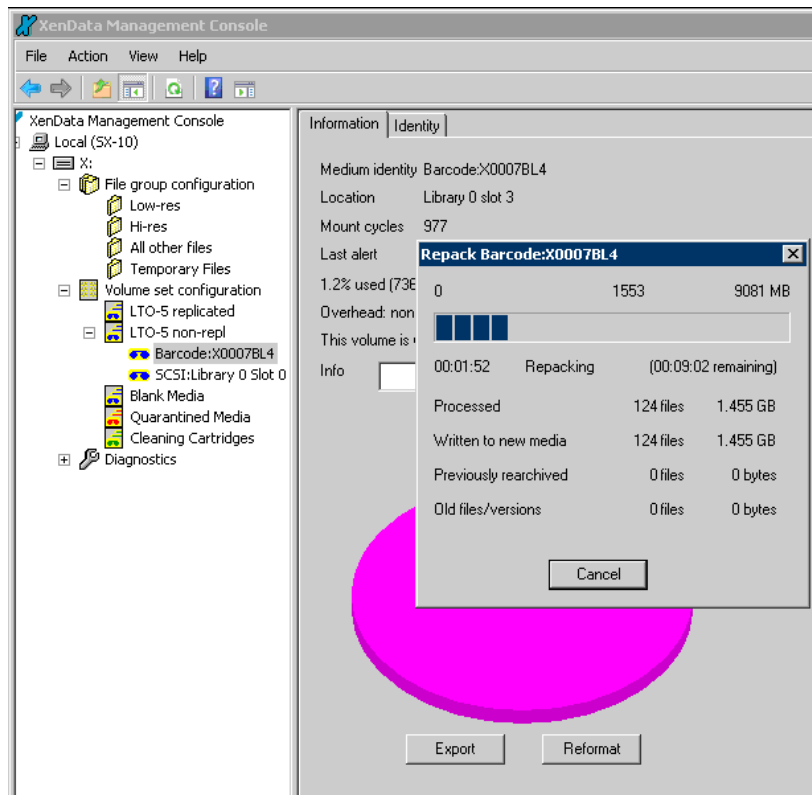 XenData Management Console
File Action View Help
XenData Management Console
Local (SX-10)
X:
File group configuration
Low-res
Hi-res
All other files
Temporary Files
Volume set configuration
LTO-5 replicated
LTO-5 non-repl
Barcode:X0007BL4
SCSI:Library 0 Slot 0
Blank Media
Quarantined Media
Cleaning Cartridges
Diagnostics
Information Identity
Medium identity Barcode:X0007BL4
Location Library 0 slot 3
Mount cycles 977
Last alert
1.2% used (736
Overhead: non
This volume is
Info
Repack Barcode:X0007BL4
0 1553 9081 MB
00:01:52 Repacking (00:09:02 remaining)
Processed 124 files 1.455 GB
Written to new media 124 files 1.455 GB
Previously rearchived 0 files 0 bytes
Old files/versions 0 files 0 bytes
Cancel
Export Reformat